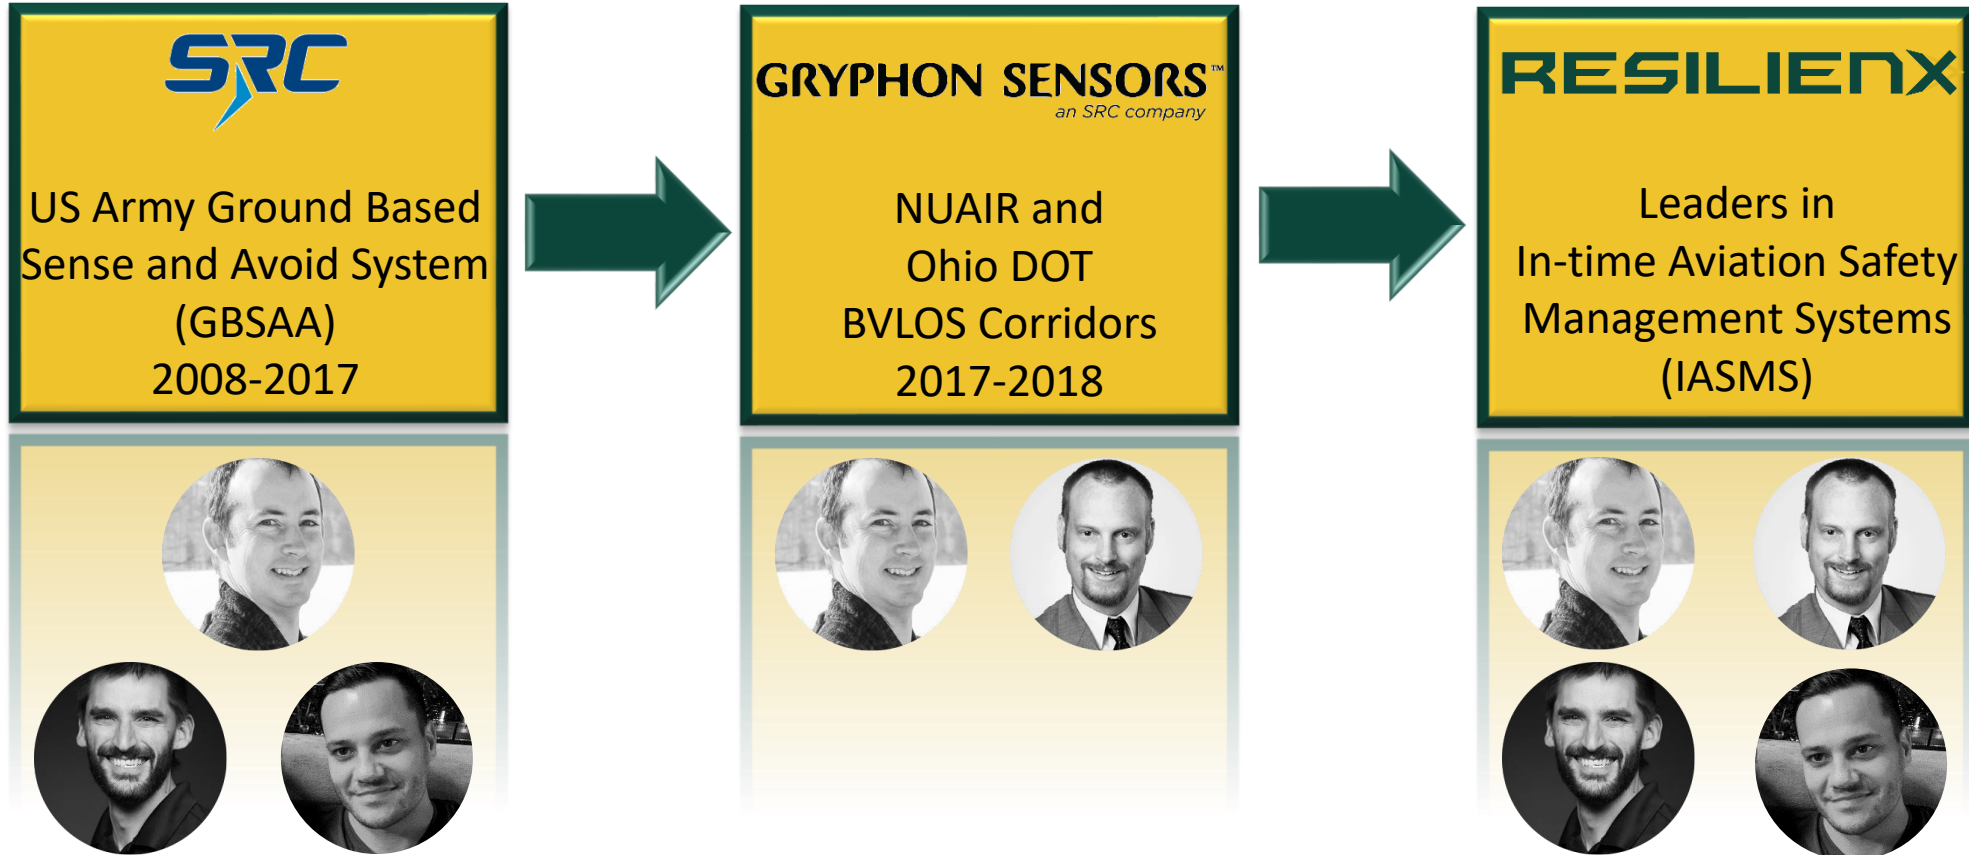 SRC
US Army Ground Based
Sense and Avoid System
(GBSAA)
2008-2017
GRYPHON SENSORS™
an SRC company
NUAIR and
Ohio DOT
BVLOS Corridors
2017-2018
RESILIENX
Leaders in
In-time Aviation Safety
Management Systems
(IASMS)